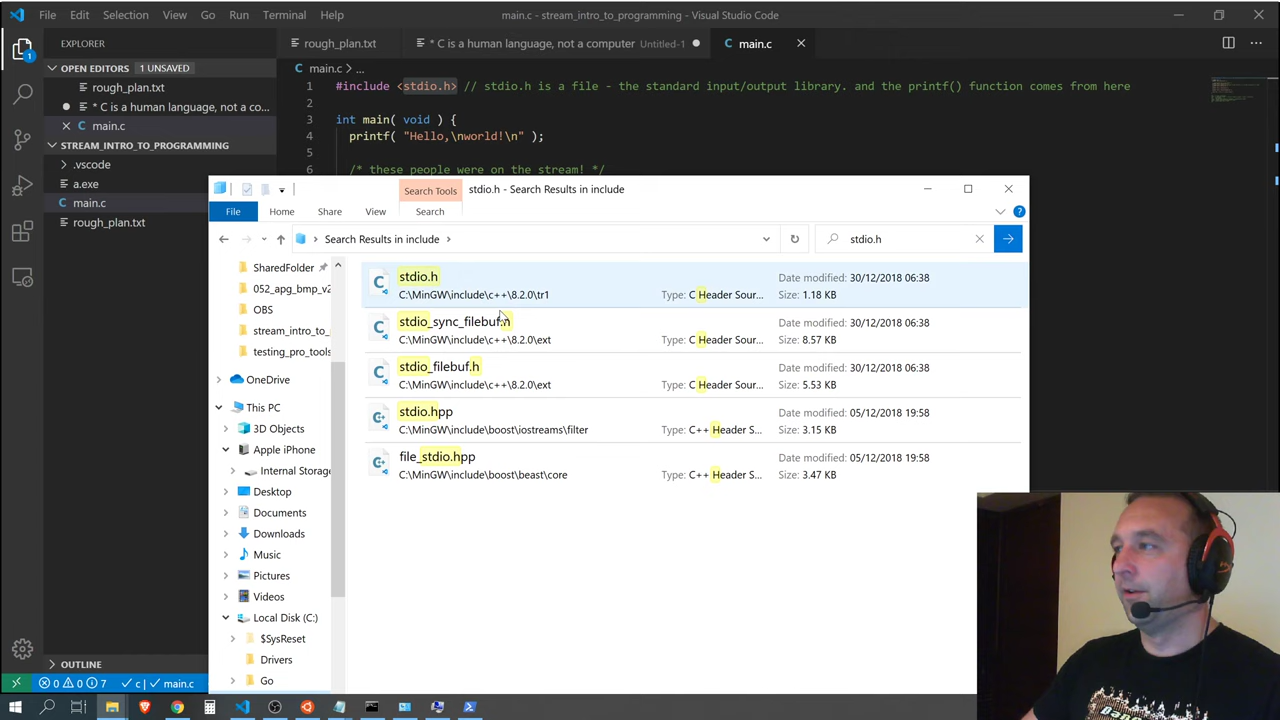 File Edit Selection View Go Run Terminal Help
main.c - stream_intro_to_programming - Visual Studio Code
EXPLORER
rough_plan.txt
* C is a human language, not a computer Untitled-1
main.c
OPEN EDITORS 1 UNSAVED
rough_plan.txt
* C is a human language, not a co...
main.c
STREAM_INTRO_TO_PROGRAMMING
.vscode
a.exe
main.c
rough_plan.txt
main.c > ...
1 #include <stdio.h> // stdio.h is a file - the standard input/output library. and the printf() function comes from here
2
3 int main( void ) {
4 printf( "Hello,\nworld!\n" );
5
6 /* these people were on the stream! */
Search Tools
stdio.h - Search Results in include
File Home Share View Search
Search Results in include
stdio.h
SharedFolder
052_apg_bmp_v2
OBS
stream_intro_to_
testing_pro_tools
OneDrive
This PC
3D Objects
Apple iPhone
Internal Storage
Desktop
Documents
Downloads
Music
Pictures
Videos
Local Disk (C:)
$SysReset
Drivers
Go
stdio.h
C:\MinGW\include\c++\8.2.0\tr1
Type: C Header Sour...
Date modified: 30/12/2018 06:38
Size: 1.18 KB
stdio_sync_filebuf.h
C:\MinGW\include\c++\8.2.0\ext
Type: C Header Sour...
Date modified: 30/12/2018 06:38
Size: 8.57 KB
stdio_filebuf.h
C:\MinGW\include\c++\8.2.0\ext
Type: C Header Sour...
Date modified: 30/12/2018 06:38
Size: 5.53 KB
stdio.hpp
C:\MinGW\include\boost\iostreams\filter
Type: C++ Header S...
Date modified: 05/12/2018 19:58
Size: 3.15 KB
file_stdio.hpp
C:\MinGW\include\boost\beast\core
Type: C++ Header S...
Date modified: 05/12/2018 19:58
Size: 3.47 KB
OUTLINE
0 0 7 c main.c